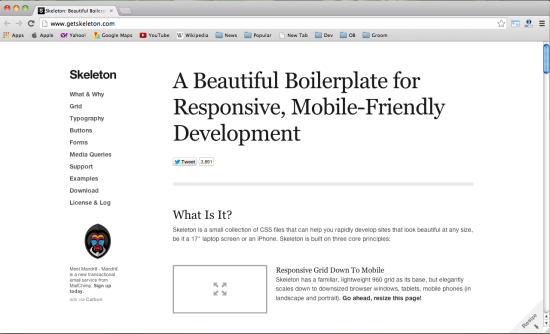 Skeleton: Beautiful Boilerp
www.getskeleton.com
Apps Apple Yahoo! Google Maps YouTube Wikipedia News Popular New Tab Dev OB Groom
Skeleton
What & Why
Grid
Typography
Buttons
Forms
Media Queries
Support
Examples
Download
License & Log
Meet Mandrill - Mandrill
is a new transactional
email service from
MailChimp. Sign up
today.
ads via Carbon
A Beautiful Boilerplate for
Responsive, Mobile-Friendly
Development
Tweet 3,891
What Is It?
Skeleton is a small collection of CSS files that can help you rapidly develop sites that look beautiful at any size,
be it a 17" laptop screen or an iPhone. Skeleton is built on three core principles:
Responsive Grid Down To Mobile
Skeleton has a familiar, lightweight 960 grid as its base, but elegantly
scales down to downsized browser windows, tablets, mobile phones (in
landscape and portrait). Go ahead, resize this page!
Resize